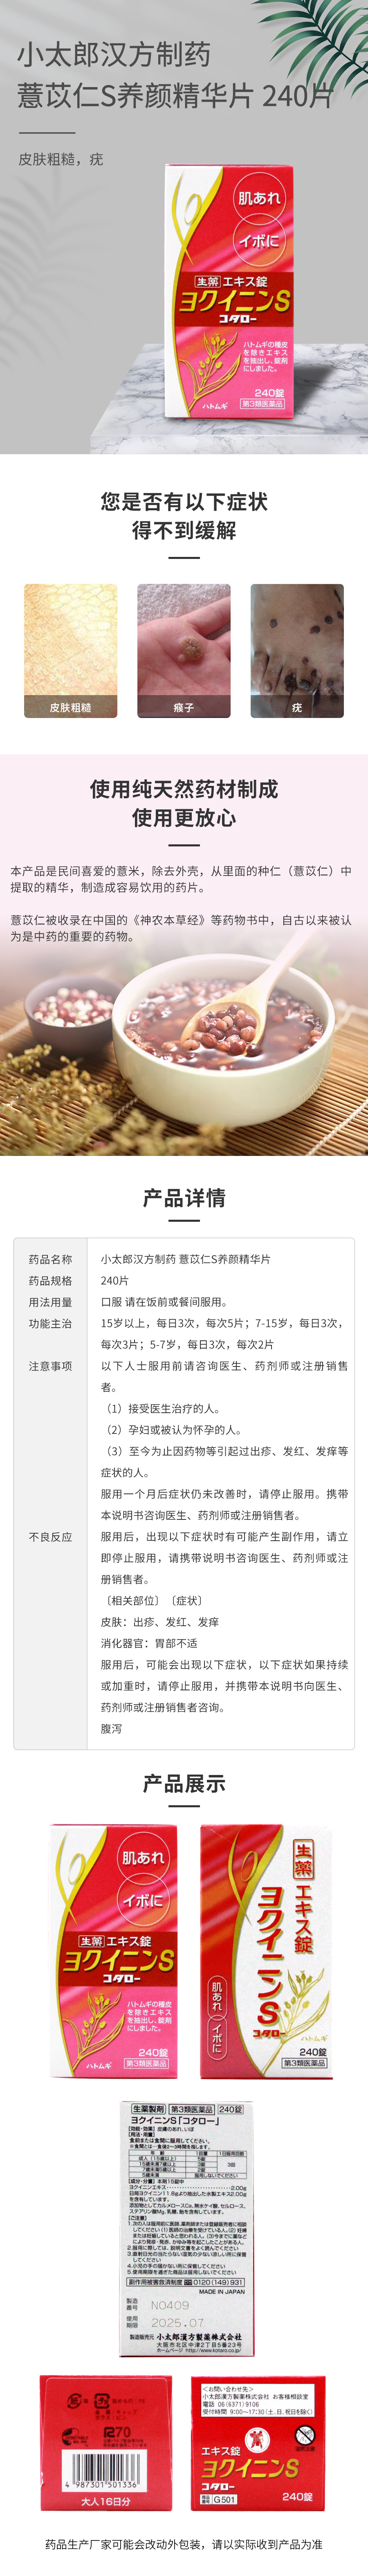 小太郎汉方制药
薏苡仁S养颜精华片 240片
皮肤粗糙，疣
肌あれ
イボに
生薬 エキス錠
ヨクイニンS
コタロー
ハトムギの種皮
を除きエキス
を抽出し、錠剤
にしました。
240錠
第3類医薬品
ハトムギ
您是否有以下症状
得不到缓解
皮肤粗糙
瘊子
疣
使用纯天然药材制成
使用更放心
本产品是民间喜爱的薏米，除去外壳，从里面的种仁（薏苡仁）中
提取的精华，制造成容易饮用的药片。
薏苡仁被收录在中国的《神农本草经》等药物书中，自古以来被认
为是中药的重要的药物。
产品详情
药品名称 小太郎汉方制药 薏苡仁S养颜精华片
药品规格 240片
用法用量 口服 请在饭前或餐间服用。
功能主治 15岁以上，每日3次，每次5片；7-15岁，每日3次，
每次3片；5-7岁，每日3次，每次2片
注意事项 以下人士服用前请咨询医生、药剂师或注册销售
者。
（1）接受医生治疗的人。
（2）孕妇或被认为怀孕的人。
（3）至今为止因药物等引起过出疹、发红、发痒等
症状的人。
服用一个月后症状仍未改善时，请停止服用。携带
本说明书咨询医生、药剂师或注册销售者。
不良反应 服用后，出现以下症状时有可能产生副作用，请立
即停止服用，请携带说明书咨询医生、药剂师或注
册销售者。
〔相关部位〕〔症状〕
皮肤：出疹、发红、发痒
消化器官：胃部不适
服用后，可能会出现以下症状，以下症状如果持续
或加重时，请停止服用，并携带本说明书向医生、
药剂师或注册销售者咨询。
腹泻
产品展示
肌あれ
イボに
生薬 エキス錠
ヨクイニンS
コタロー
ハトムギの種皮
を除きエキス
を抽出し、錠剤
にしました。
240錠
第3類医薬品
ハトムギ
生薬 エキス錠
ヨクイニンS
コタロー
肌あれ イボに
ハトムギ
240錠
第3類医薬品
生薬製剤 第3類医薬品 240錠
ヨクイニンS「コタロー」
副作用被害救済制度 0120(149)931
MADE IN JAPAN
製造
番号 N0409
使用
期限 2025.07
製造販売元 小太郎漢方製薬株式会社
大阪市北区中津2丁目5番23号
ホームページ http://www.kotaro.co.jp/
R70
4 987301 501336
大人16日分
＜お問い合わせ先＞
小太郎漢方製薬株式会社 お客様相談室
電話 06(6371)9106
受付時間 9:00～17:30(土、日、祝日を除く)
エキス錠
ヨクイニンS
コタロー
商品番号 G501
240錠
药品生产厂家可能会改动外包装，请以实际收到产品为准